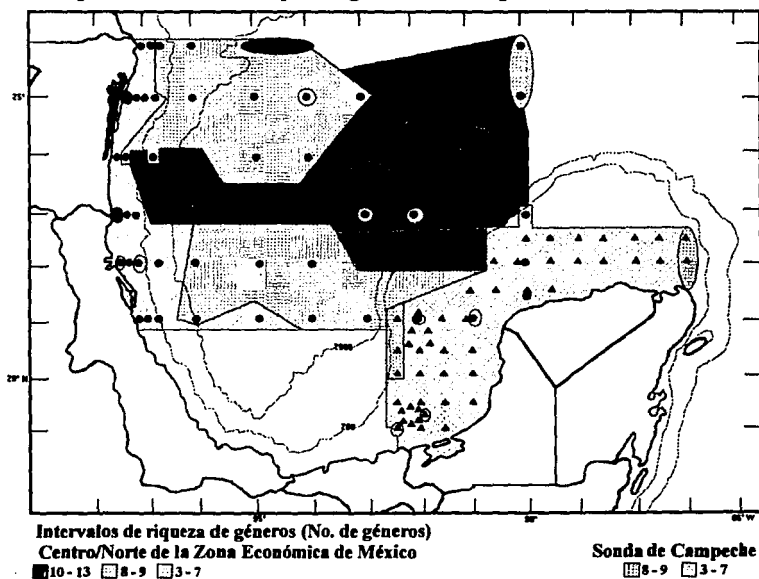 25°
2000
200
20° N
Intervalos de riqueza de géneros (No. de géneros)
Centro/Norte de la Zona Económica de México
10 - 13 8 - 9 3 - 7
Sonda de Campeche
8 - 9 3 - 7